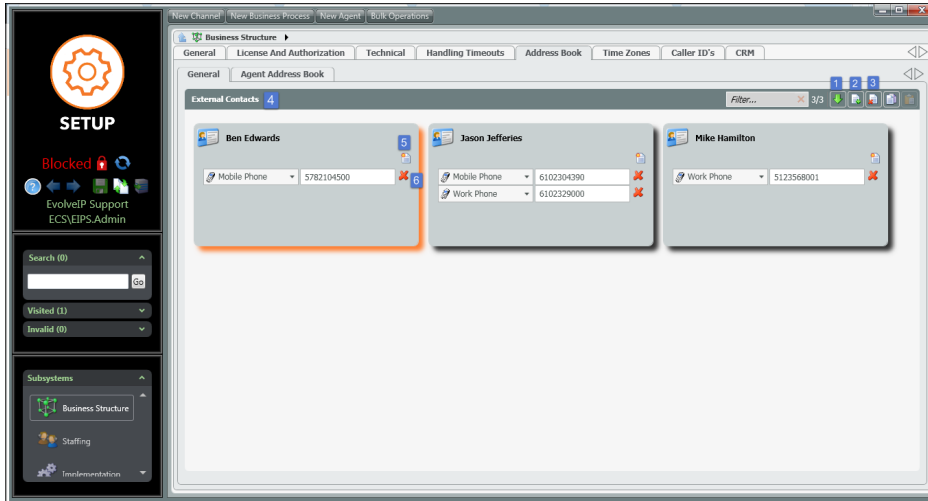 New Channel New Business Process New Agent Bulk Operations
Business Structure
General License And Authorization Technical Handling Timeouts Address Book Time Zones Caller ID's CRM
General Agent Address Book
1 2 3
External Contacts 4 Filter... 3/3
SETUP
Blocked
EvolveIP Support
ECS\EIPS.Admin
Search (0)
Go
Visited (1)
Invalid (0)
Subsystems
Business Structure
Staffing
Implementation
Ben Edwards
5
Mobile Phone 5782104500
6
Jason Jefferies
Mobile Phone 6102304390
Work Phone 6102329000
Mike Hamilton
Work Phone 5123568001